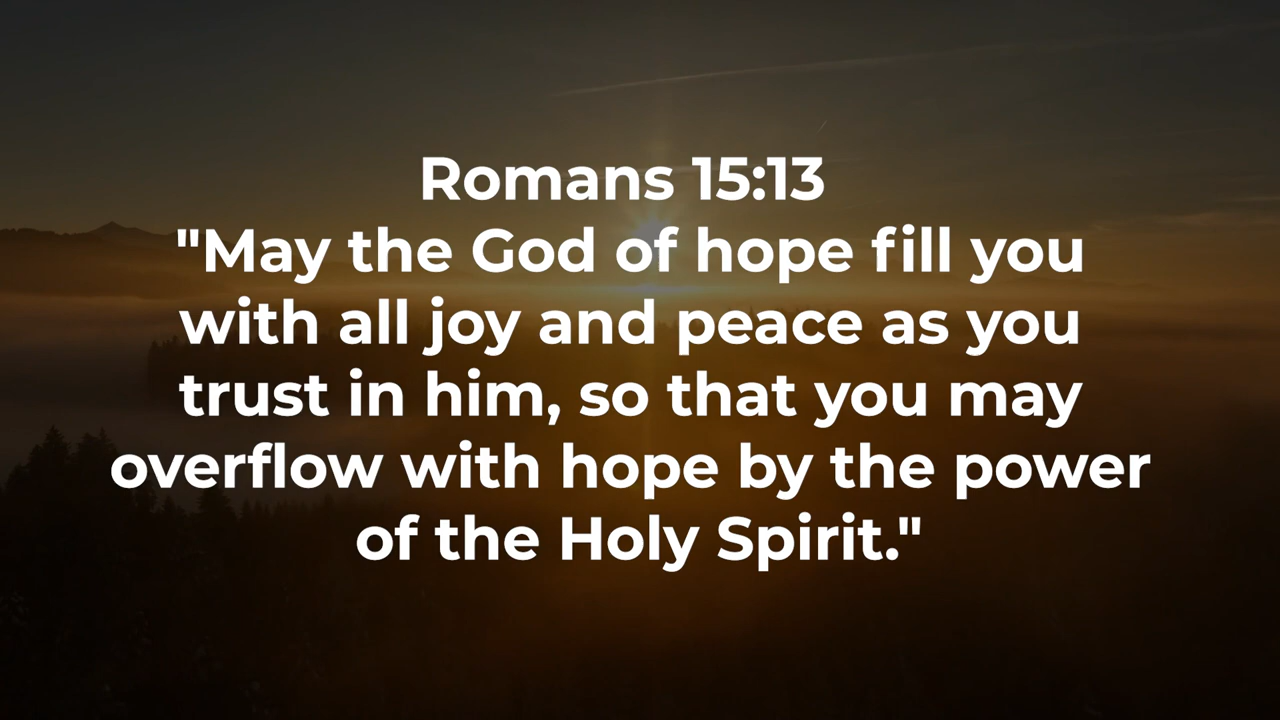 Romans 15:13
"May the God of hope fill you
with all joy and peace as you
trust in him, so that you may
overflow with hope by the power
of the Holy Spirit."